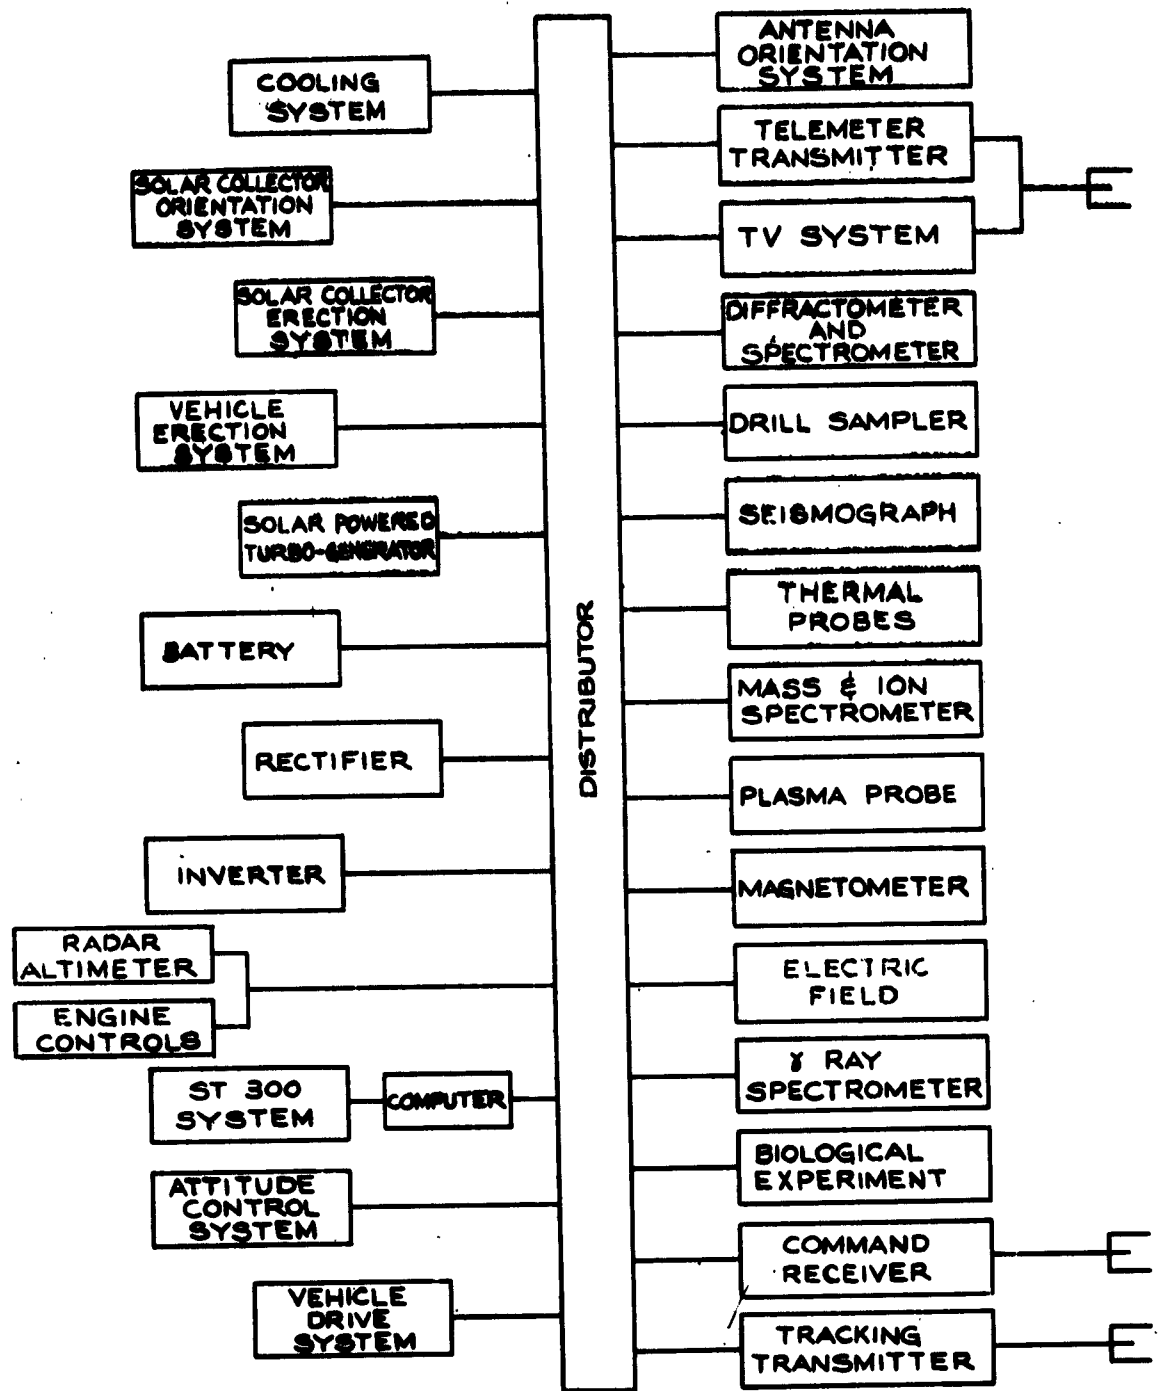 COOLING
SYSTEM
SOLAR COLLECTOR
ORIENTATION
SYSTEM
SOLAR COLLECTOR
ERECTION
SYSTEM
VEHICLE
ERECTION
SYSTEM
SOLAR POWERED
TURBO-GENERATOR
BATTERY
RECTIFIER
INVERTER
RADAR
ALTIMETER
ENGINE
CONTROLS
ST 300
SYSTEM
COMPUTER
ATTITUDE
CONTROL
SYSTEM
VEHICLE
DRIVE
SYSTEM
DISTRIBUTOR
ANTENNA
ORIENTATION
SYSTEM
TELEMETER
TRANSMITTER
TV SYSTEM
DIFFRACTOMETER
AND
SPECTROMETER
DRILL SAMPLER
SEISMOGRAPH
THERMAL
PROBES
MASS & ION
SPECTROMETER
PLASMA PROBE
MAGNETOMETER
ELECTRIC
FIELD
γ RAY
SPECTROMETER
BIOLOGICAL
EXPERIMENT
COMMAND
RECEIVER
TRACKING
TRANSMITTER